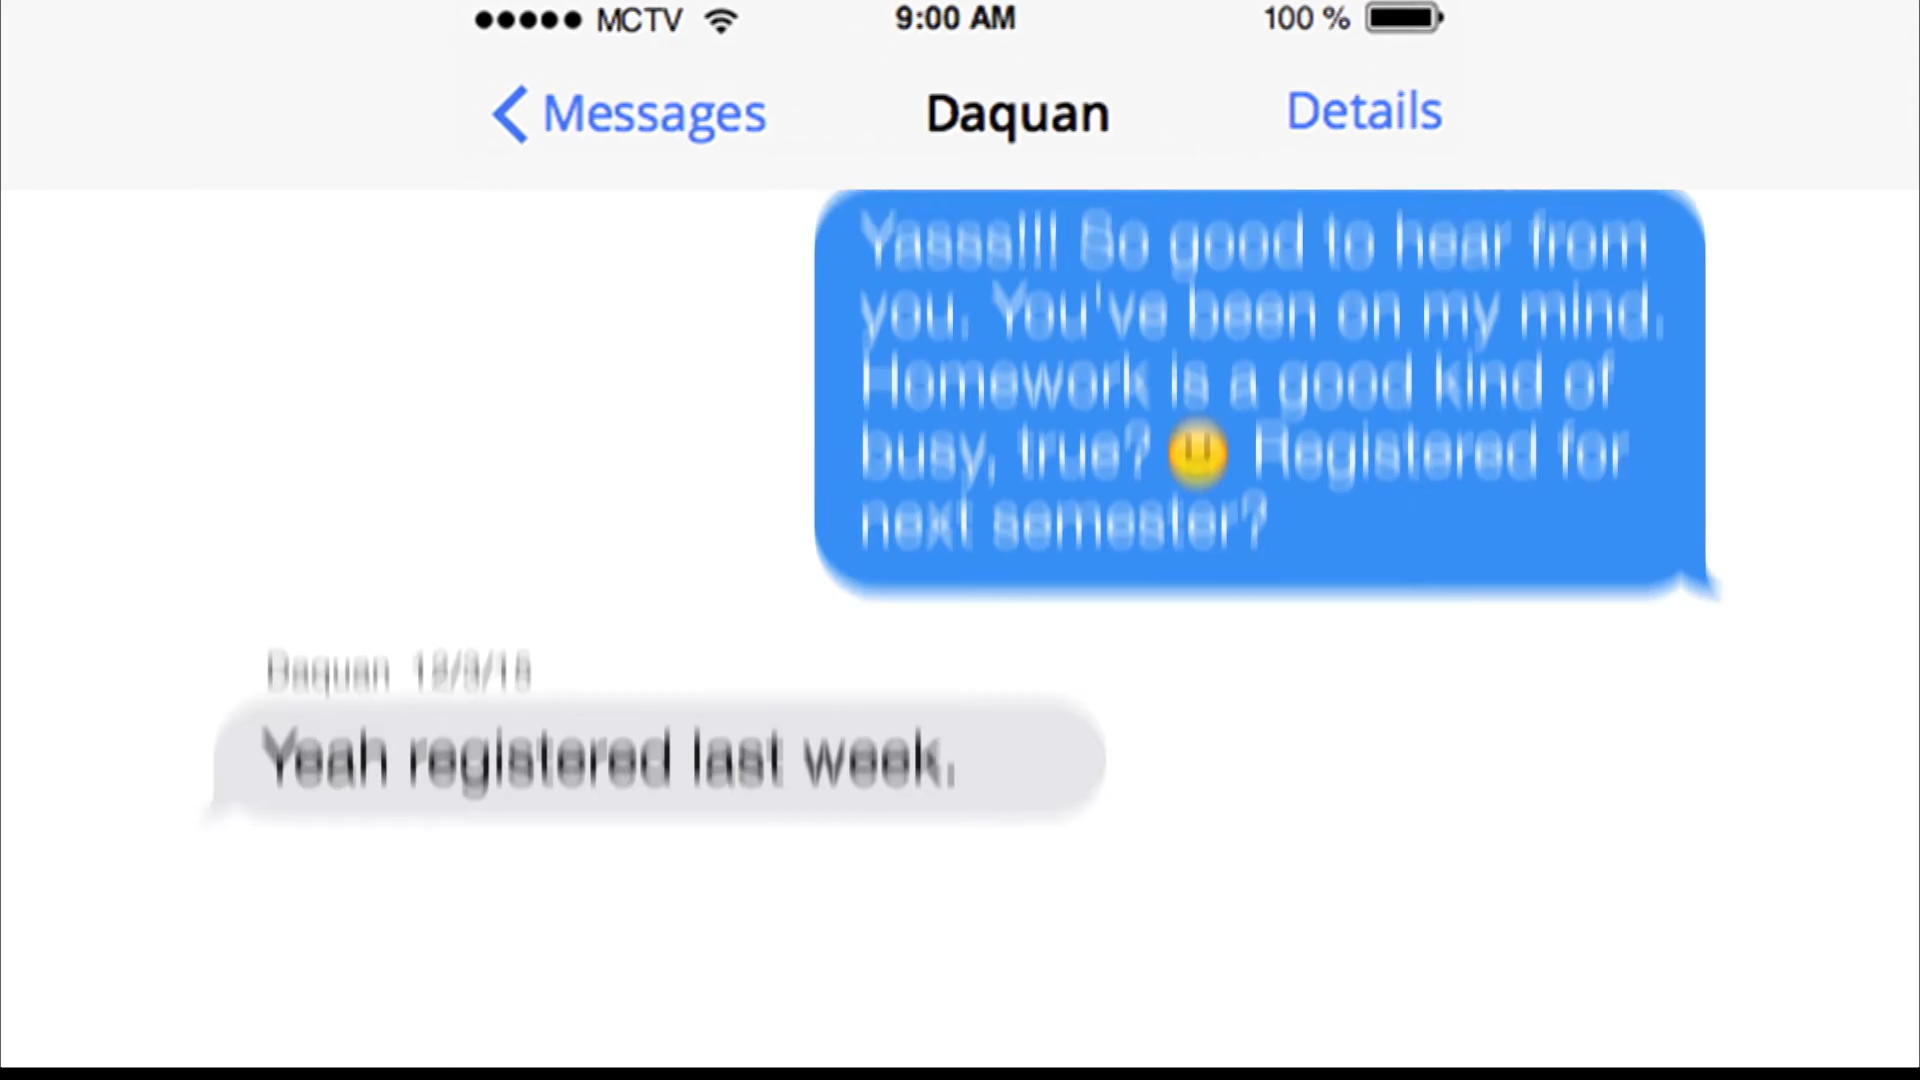 MCTV 9:00 AM 100 %
Messages Daquan Details
Yasss!!! So good to hear from
you. You've been on my mind.
Homework is a good kind of
busy, true? 🙂 Registered for
next semester?
Daquan
Yeah registered last week.